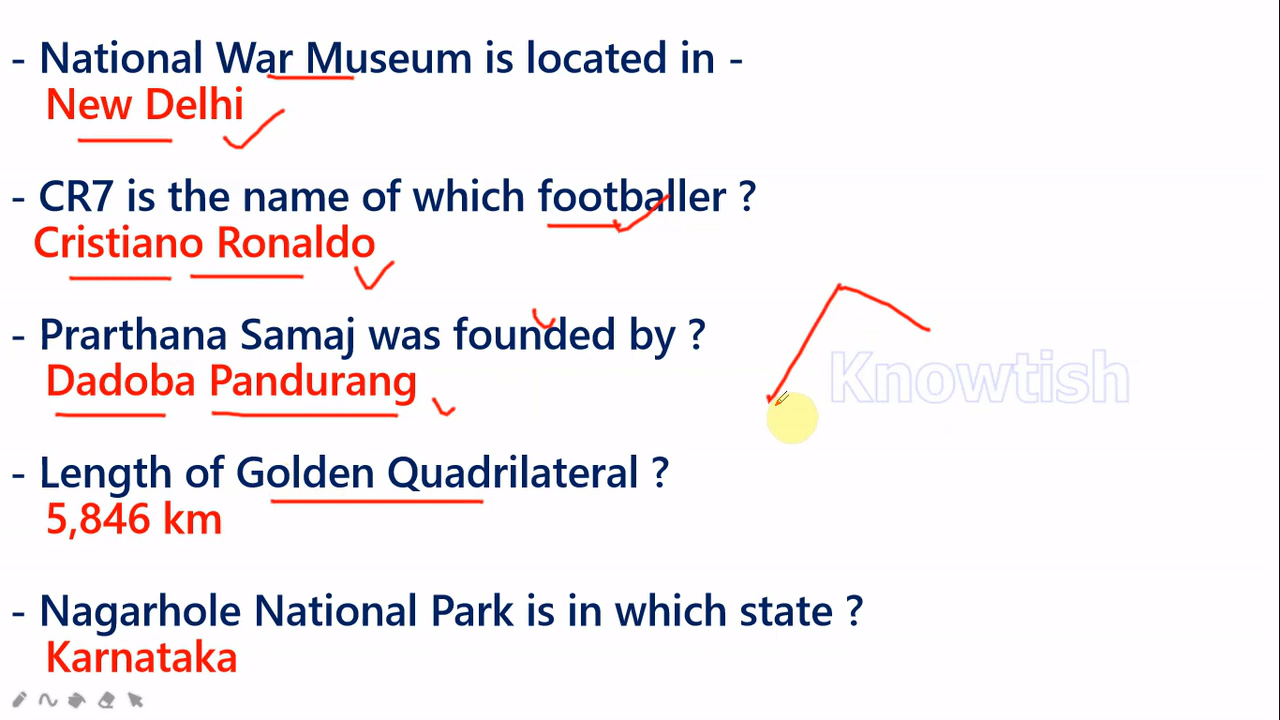 - National War Museum is located in -
New Delhi
- CR7 is the name of which footballer ?
Cristiano Ronaldo
- Prarthana Samaj was founded by ?
Dadoba Pandurang
Knowtish
- Length of Golden Quadrilateral ?
5,846 km
- Nagarhole National Park is in which state ?
Karnataka